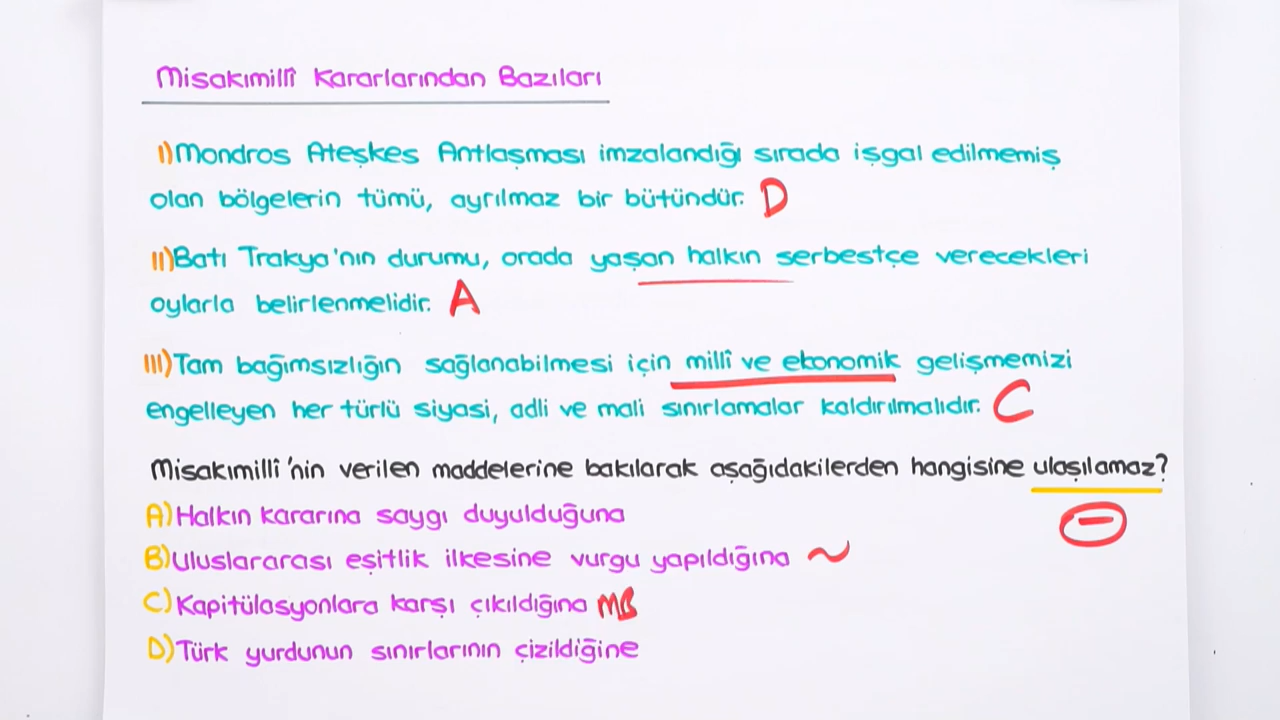 Misakımillî Kararlarından Bazıları
I)Mondros Ateşkes Antlaşması imzalandığı sırada işgal edilmemiş
olan bölgelerin tümü, ayrılmaz bir bütündür. D
II)Batı Trakya'nın durumu, orada yaşan halkın serbestçe verecekleri
oylarla belirlenmelidir. A
III)Tam bağımsızlığın sağlanabilmesi için millî ve ekonomik gelişmemizi
engelleyen her türlü siyasi, adli ve mali sınırlamalar kaldırılmalıdır. C
Misakımillî'nin verilen maddelerine bakılarak aşağıdakilerden hangisine ulaşılamaz?
A)Halkın kararına saygı duyulduğuna
B)Uluslararası eşitlik ilkesine vurgu yapıldığına
C)Kapitülasyonlara karşı çıkıldığına MB
D)Türk yurdunun sınırlarının çizildiğine